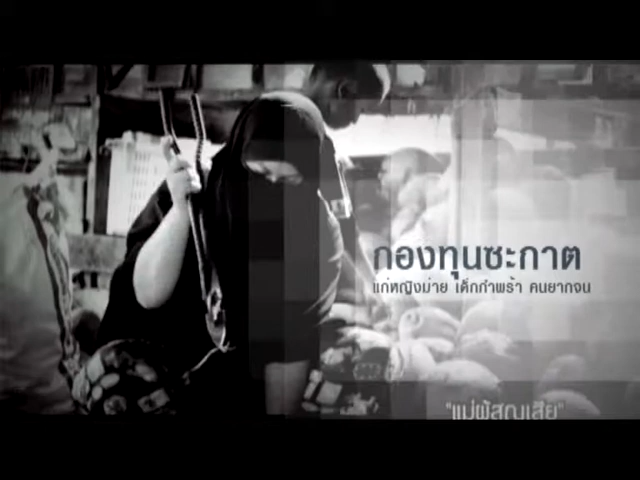 กองทุนซะกาต
แก่หญิงม่าย เด็กกำพร้า คนยากจน
"แม่ผู้สูญเสีย"